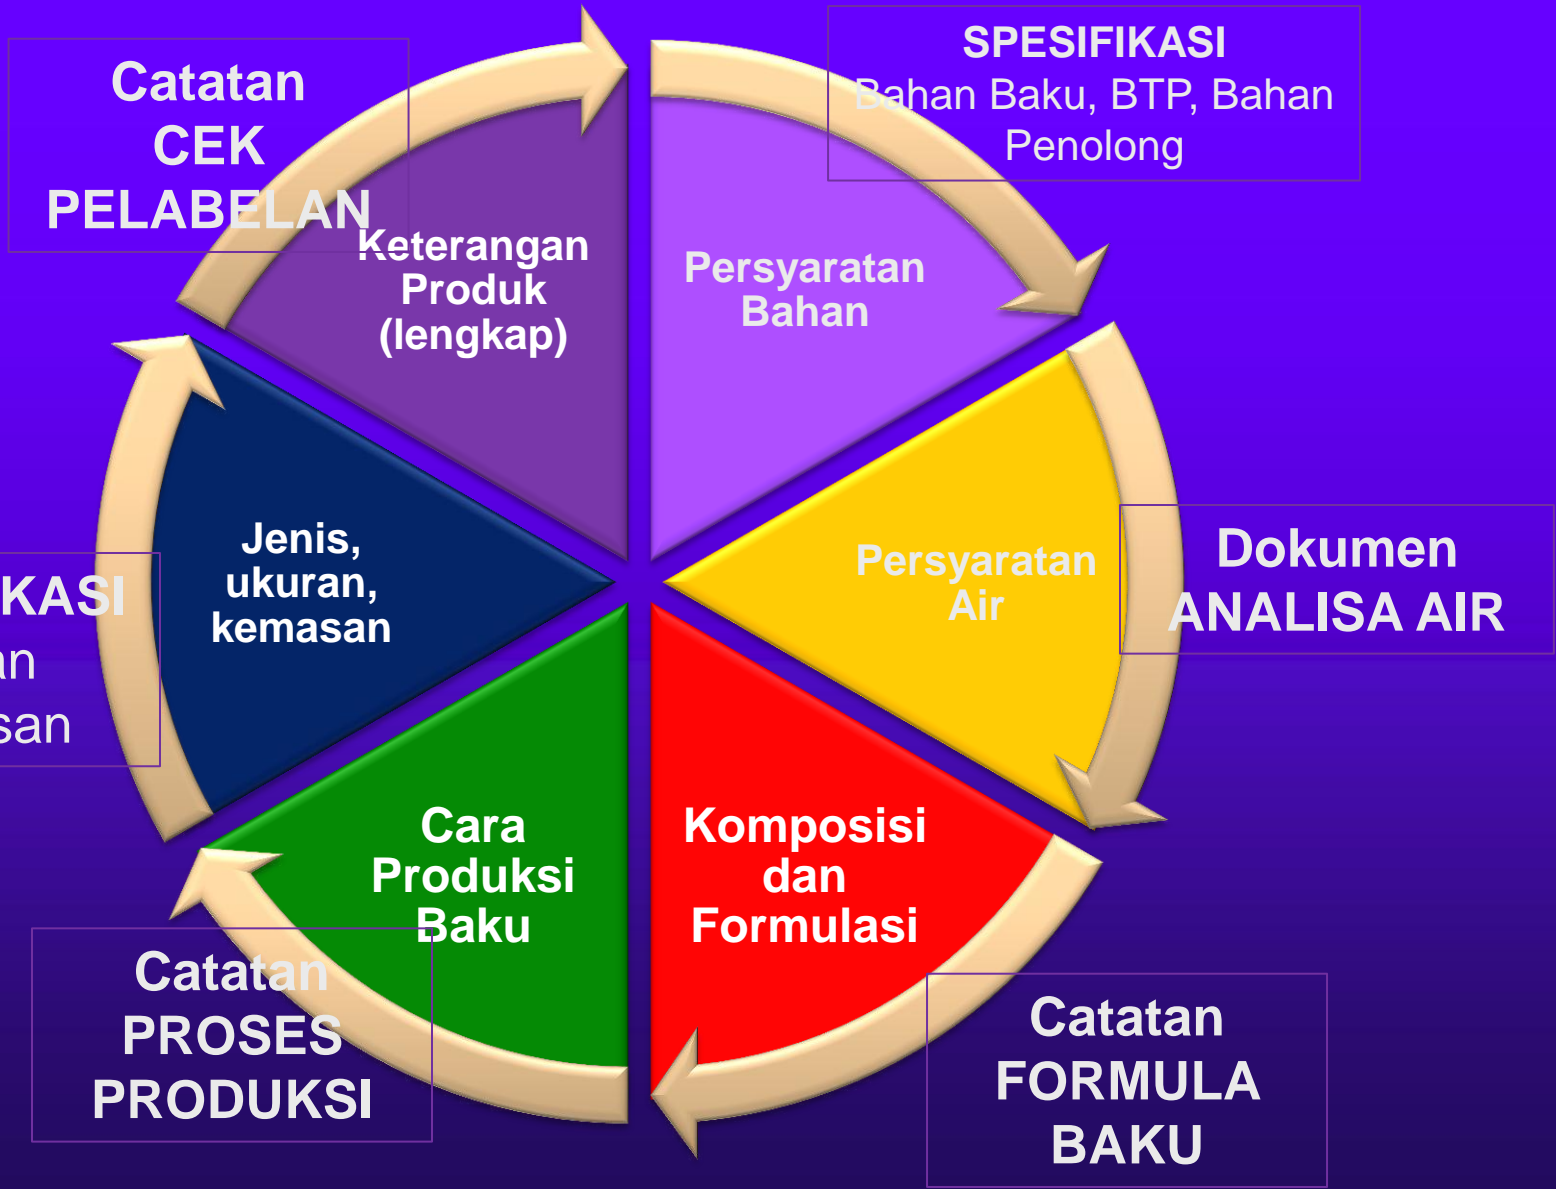 SPESIFIKASI
Bahan Baku, BTP, Bahan
Penolong
Persyaratan
Bahan
Persyaratan
Air
Dokumen
ANALISA AIR
Komposisi
dan
Formulasi
Catatan
FORMULA
BAKU
Cara
Produksi
Baku
Catatan
PROSES
PRODUKSI
Jenis,
ukuran,
kemasan
Keterangan
Produk
(lengkap)
Catatan
CEK
PELABELAN